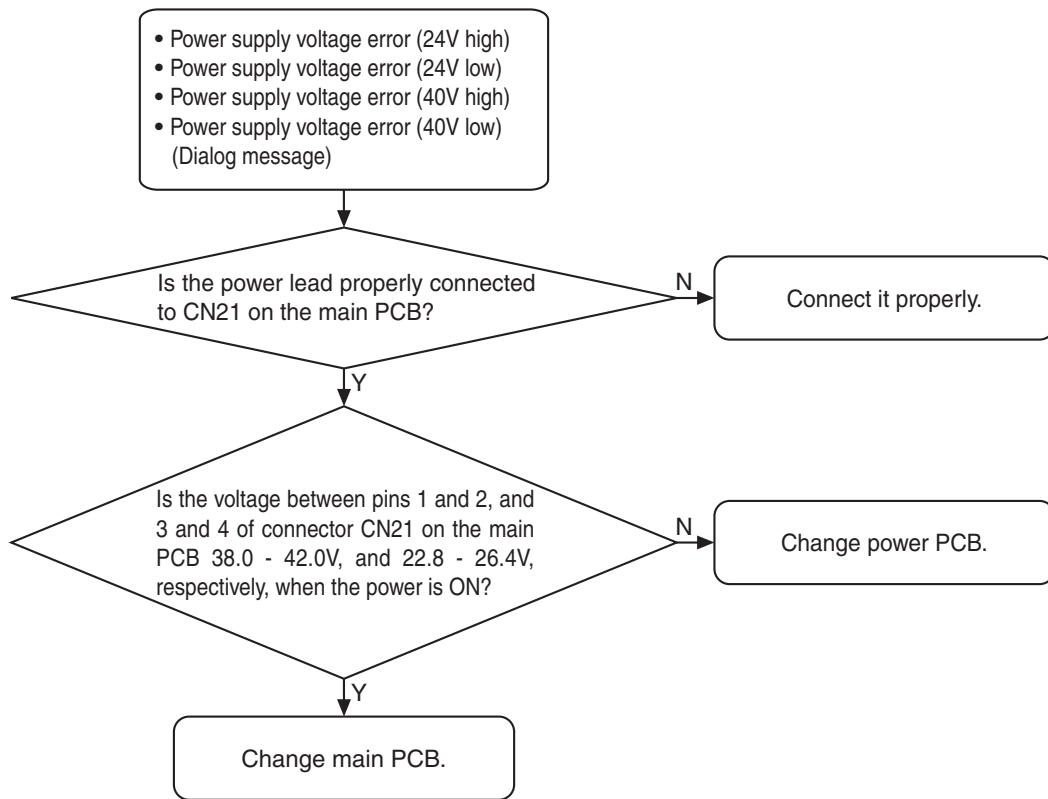 • Power supply voltage error (24V high)
• Power supply voltage error (24V low)
• Power supply voltage error (40V high)
• Power supply voltage error (40V low)
(Dialog message)
Is the power lead properly connected
to CN21 on the main PCB?
N
Connect it properly.
Y
Is the voltage between pins 1 and 2, and
3 and 4 of connector CN21 on the main
PCB 38.0 - 42.0V, and 22.8 - 26.4V,
respectively, when the power is ON?
N
Change power PCB.
Y
Change main PCB.